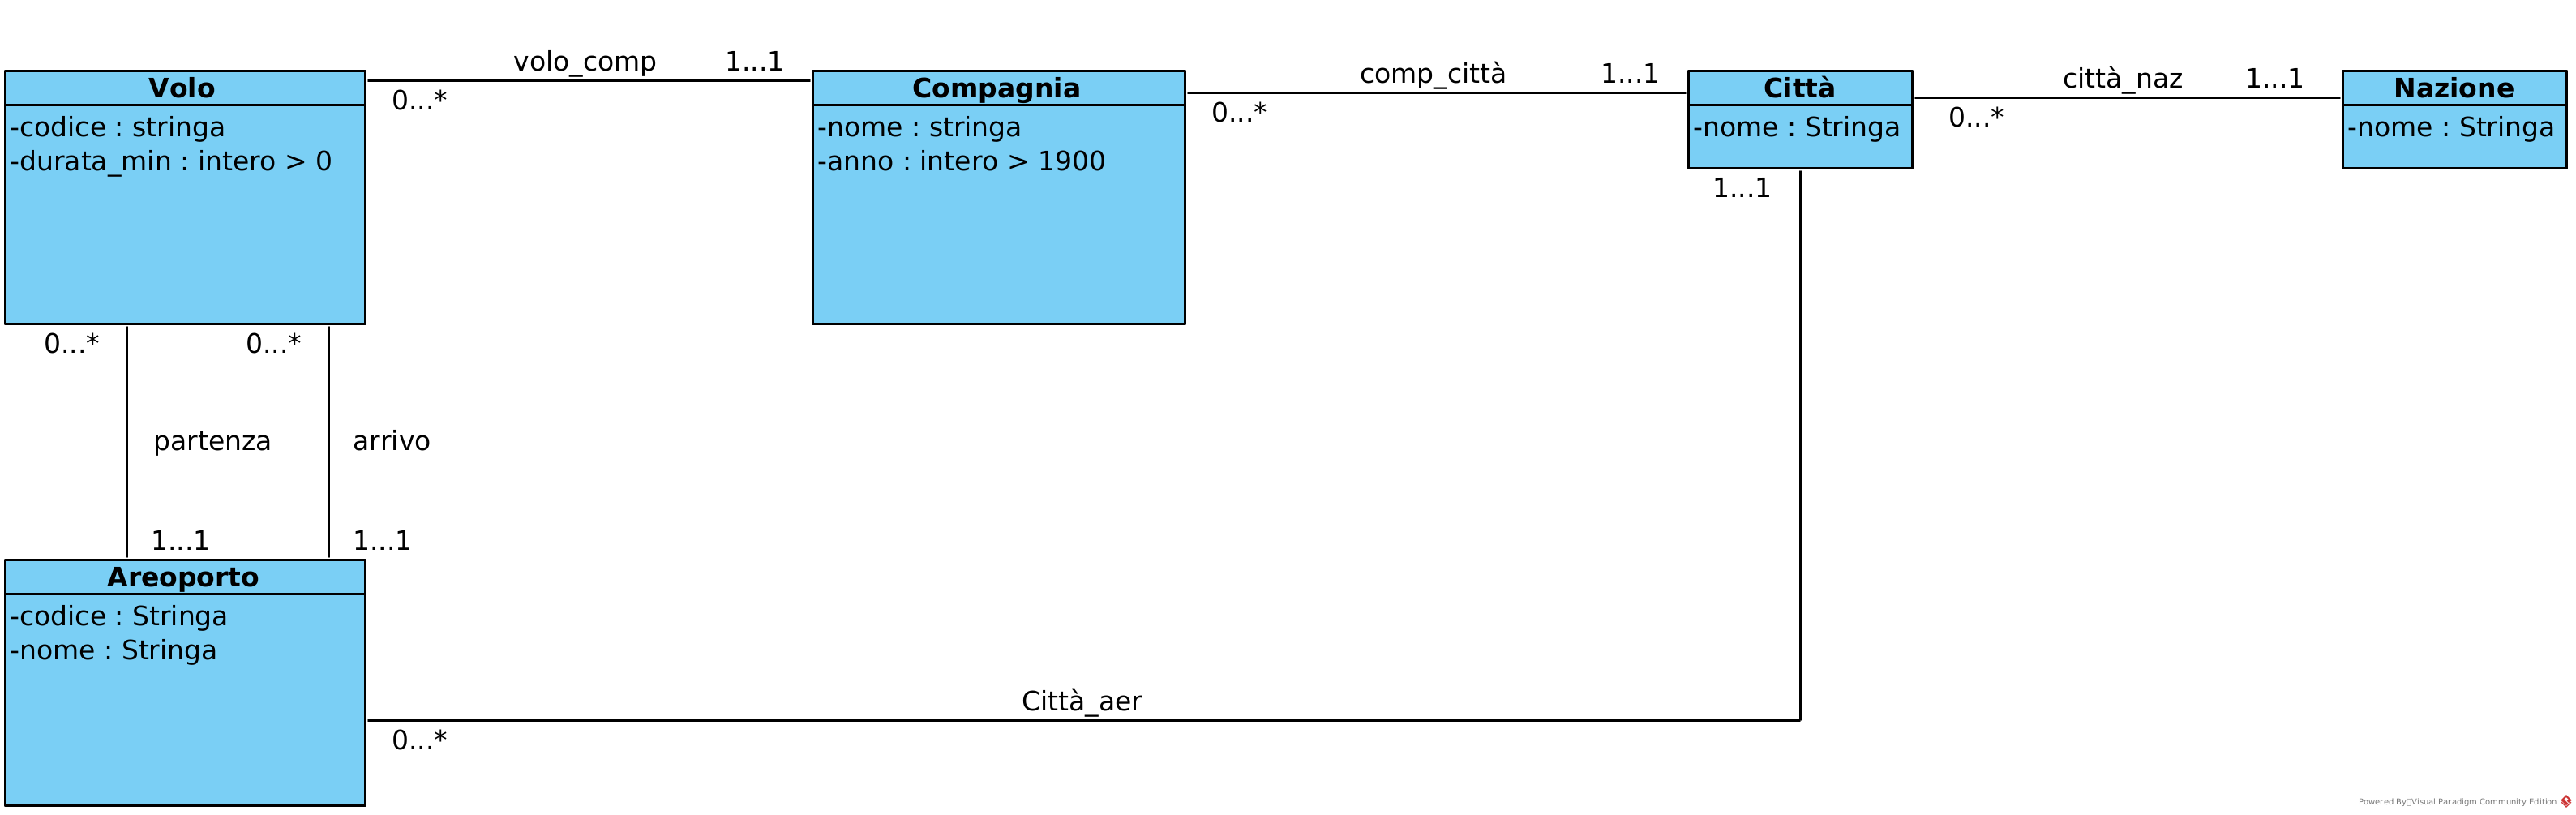 volo_comp
1...1
0...*
comp_città
1...1
0...*
città_naz
1...1
0...*
Volo
-codice : stringa
-durata_min : intero > 0
Compagnia
-nome : stringa
-anno : intero > 1900
Città
-nome : Stringa
Nazione
-nome : Stringa
1...1
0...*
0...*
partenza
arrivo
1...1
1...1
Areoporto
-codice : Stringa
-nome : Stringa
Città_aer
0...*
Powered By Visual Paradigm Community Edition